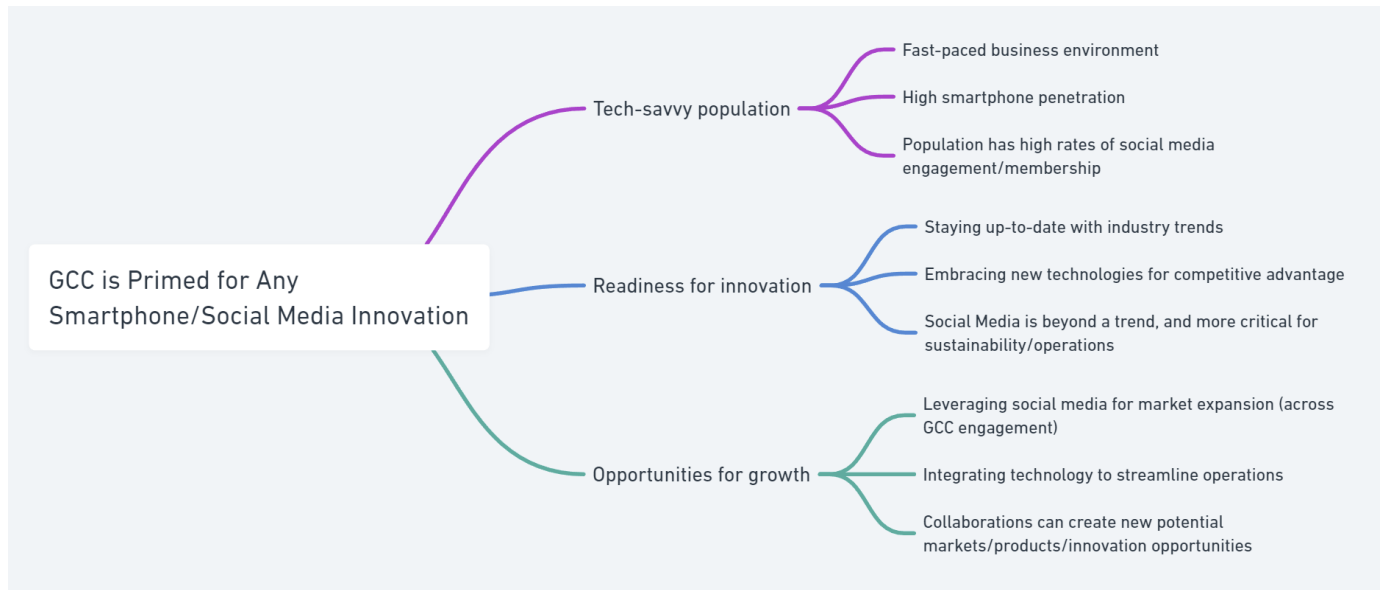 GCC is Primed for Any
Smartphone/Social Media Innovation
Tech-savvy population
Fast-paced business environment
High smartphone penetration
Population has high rates of social media
engagement/membership
Readiness for innovation
Staying up-to-date with industry trends
Embracing new technologies for competitive advantage
Social Media is beyond a trend, and more critical for
sustainability/operations
Opportunities for growth
Leveraging social media for market expansion (across
GCC engagement)
Integrating technology to streamline operations
Collaborations can create new potential
markets/products/innovation opportunities